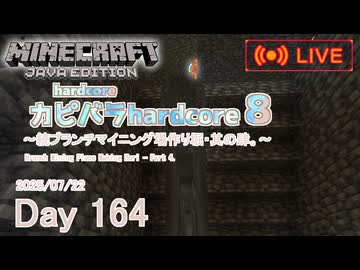 MINECRAFT
JAVA EDITION
LIVE
hardcore
カピバラhardcore 8
～続ブランチマイニング場作り編・其の肆。～
Branch Mining Place Making Hen! - Part 4.
2025/07/22
Day 164